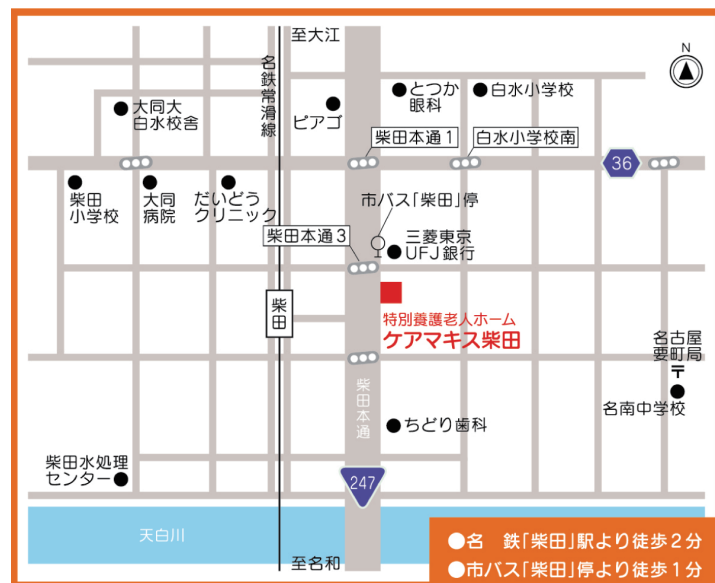 至大江
N
名鉄常滑線
大同大
白水校舎
ピアゴ
とつか
眼科
白水小学校
柴田本通1
白水小学校南
36
柴田
小学校
大同
病院
だいどう
クリニック
市バス「柴田」停
柴田本通3
三菱東京
UFJ銀行
柴田
特別養護老人ホーム
ケアマキス柴田
名古屋
要町局
〒
名南中学校
柴田本通
ちどり歯科
柴田水処理
センター
247
天白川
至名和
●名 鉄「柴田」駅より徒歩2分
●市バス「柴田」停より徒歩1分